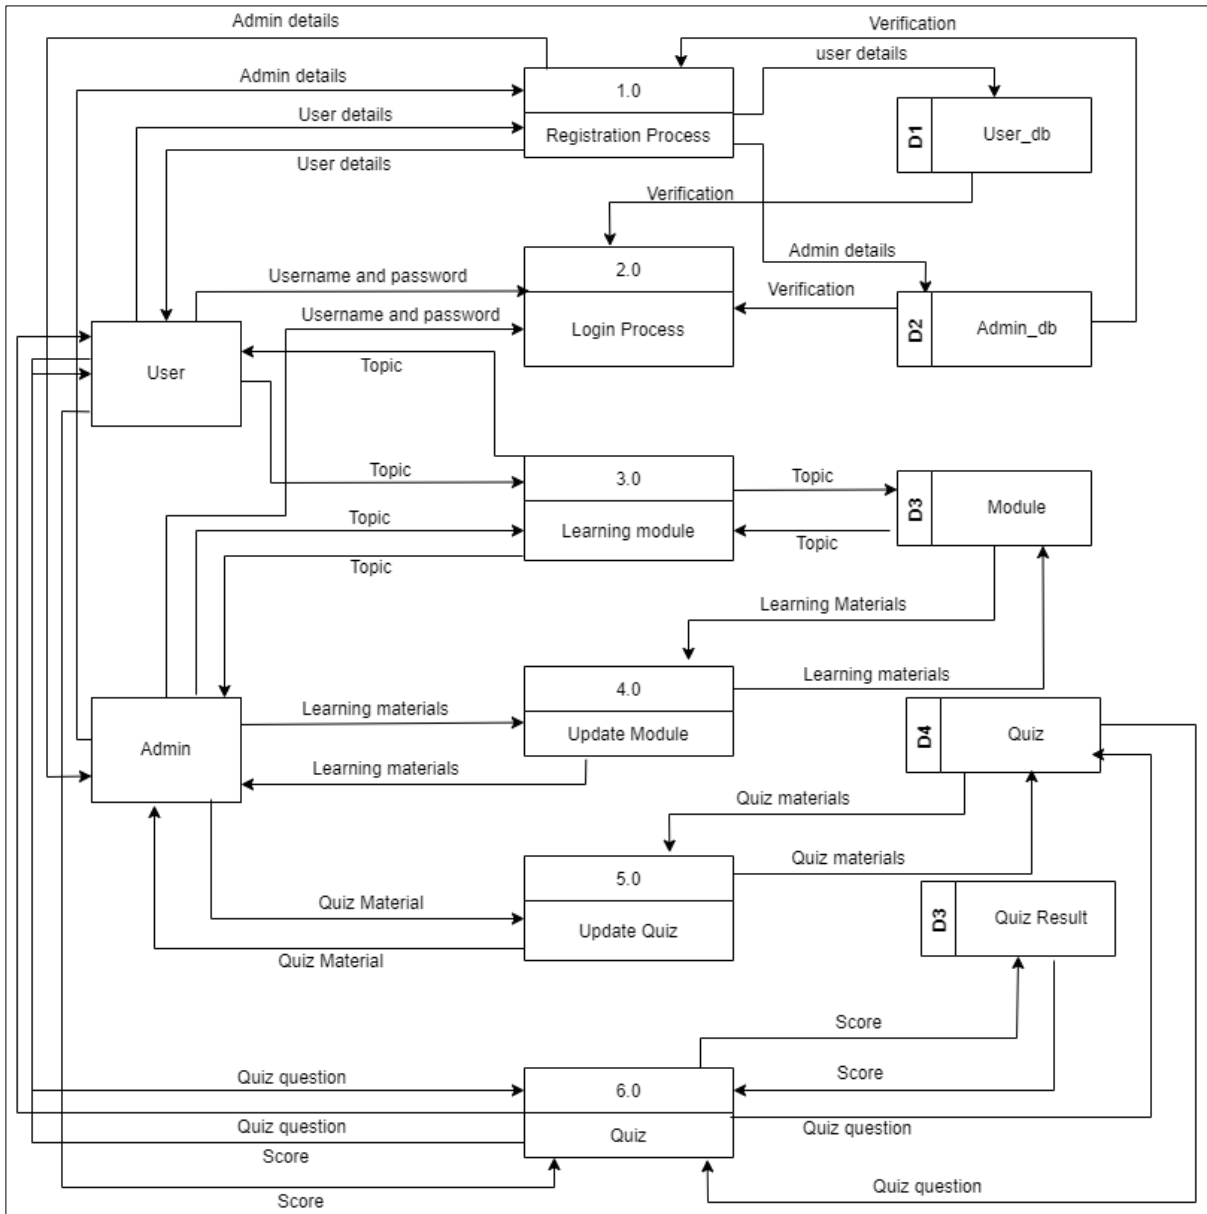 Admin details
Verification
user details
Admin details
1.0
User details
D1
User_db
Registration Process
User details
Verification
Admin details
2.0
Username and password
Verification
Username and password
Login Process
D2
Admin_db
Topic
User
Topic
3.0
Topic
D3
Module
Topic
Learning module
Topic
Topic
Learning Materials
Learning materials
4.0
Learning materials
Update Module
D4
Quiz
Admin
Learning materials
Quiz materials
Quiz materials
5.0
Quiz Material
Update Quiz
D3
Quiz Result
Quiz Material
Score
Quiz question
6.0
Score
Quiz question
Quiz
Quiz question
Score
Quiz question
Score